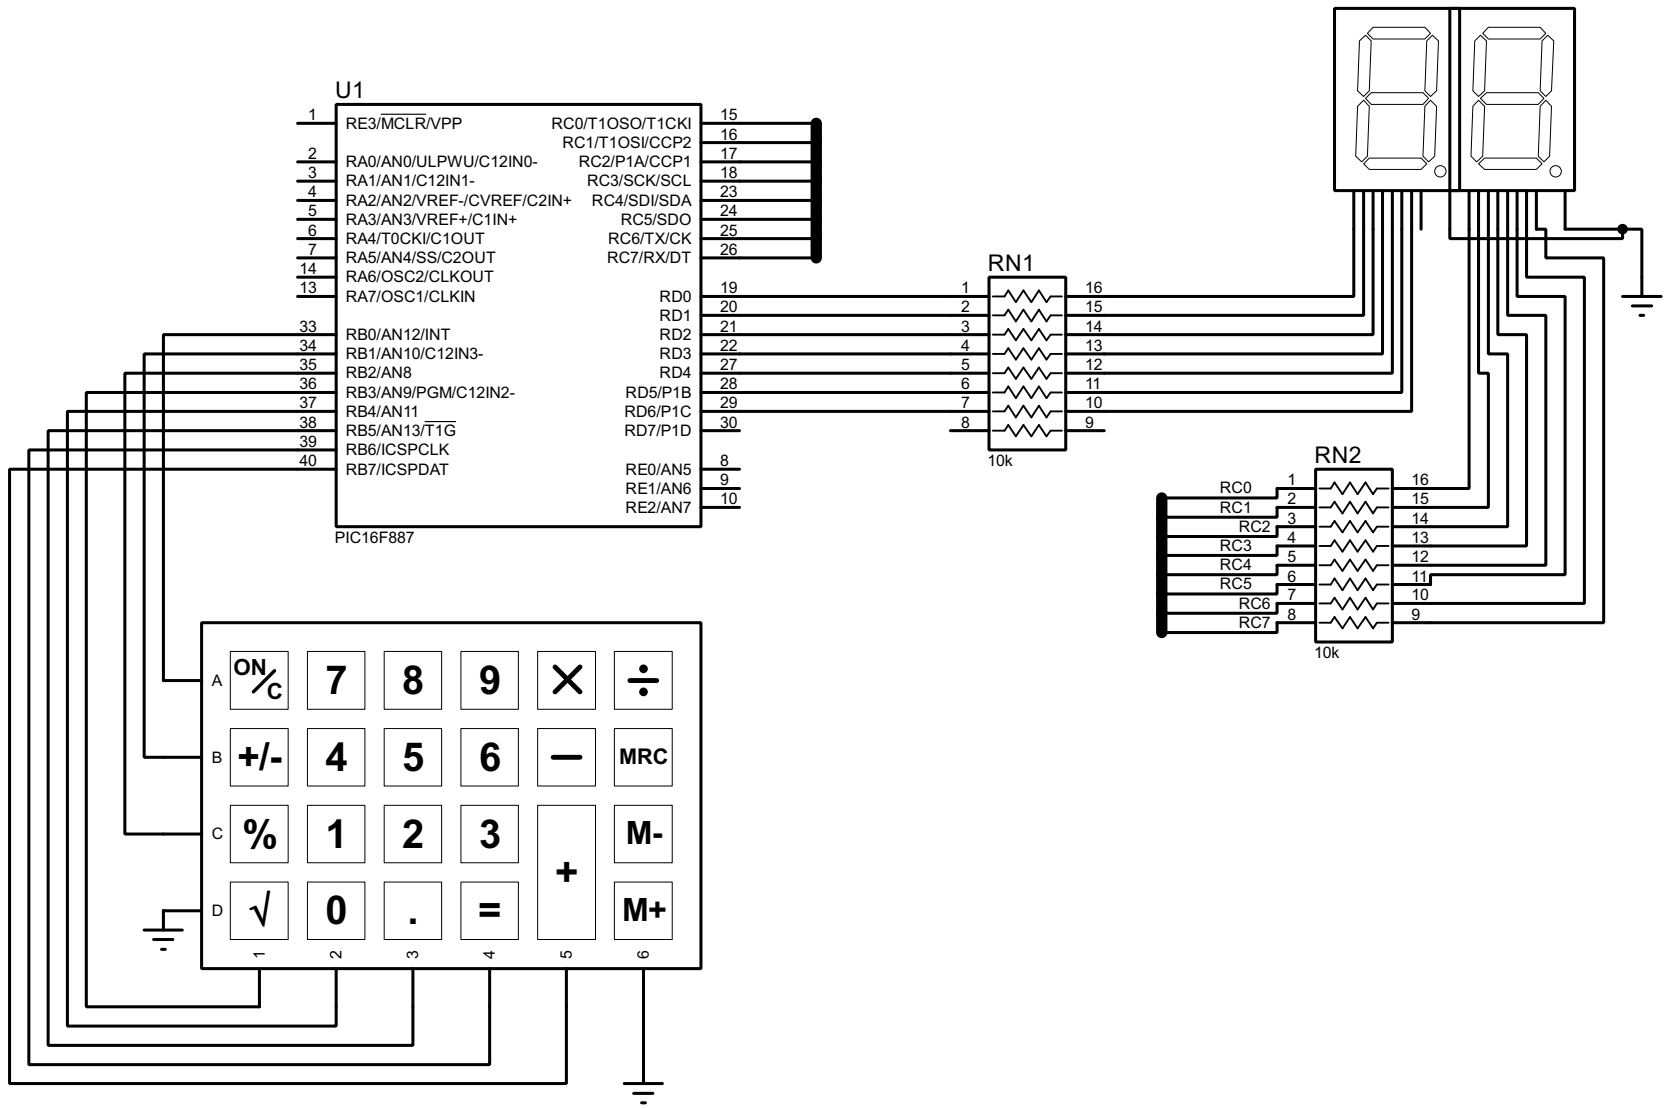 U1
1 RE3/MCLR/VPP
2 RA0/AN0/ULPWU/C12IN0-
3 RA1/AN1/C12IN1-
4 RA2/AN2/VREF-/CVREF/C2IN+
5 RA3/AN3/VREF+/C1IN+
6 RA4/T0CKI/C1OUT
7 RA5/AN4/SS/C2OUT
14 RA6/OSC2/CLKOUT
13 RA7/OSC1/CLKIN
33 RB0/AN12/INT
34 RB1/AN10/C12IN3-
35 RB2/AN8
36 RB3/AN9/PGM/C12IN2-
37 RB4/AN11
38 RB5/AN13/T1G
39 RB6/ICSPCLK
40 RB7/ICSPDAT
RC0/T1OSO/T1CKI 15
RC1/T1OSI/CCP2 16
RC2/P1A/CCP1 17
RC3/SCK/SCL 18
RC4/SDI/SDA 23
RC5/SDO 24
RC6/TX/CK 25
RC7/RX/DT 26
RD0 19
RD1 20
RD2 21
RD3 22
RD4 27
RD5/P1B 28
RD6/P1C 29
RD7/P1D 30
RE0/AN5 8
RE1/AN6 9
RE2/AN7 10
PIC16F887
RN1
1 16
2 15
3 14
4 13
5 12
6 11
7 10
8 9
10k
RN2
RC0 1 16
RC1 2 15
RC2 3 14
RC3 4 13
RC4 5 12
RC5 6 11
RC6 7 10
RC7 8 9
10k
A ON/C 7 8 9 × ÷
B +/- 4 5 6 − MRC
C % 1 2 3 + M-
D √ 0 . = M+
1 2 3 4 5 6